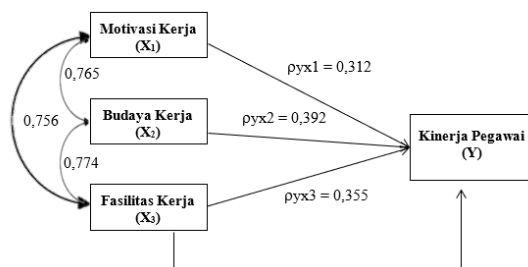 Motivasi Kerja
(X₁)
0,765
ρyx1 = 0,312
0,756
Budaya Kerja
(X₂)
ρyx2 = 0,392
Kinerja Pegawai
(Y)
0,774
Fasilitas Kerja
(X₃)
ρyx3 = 0,355